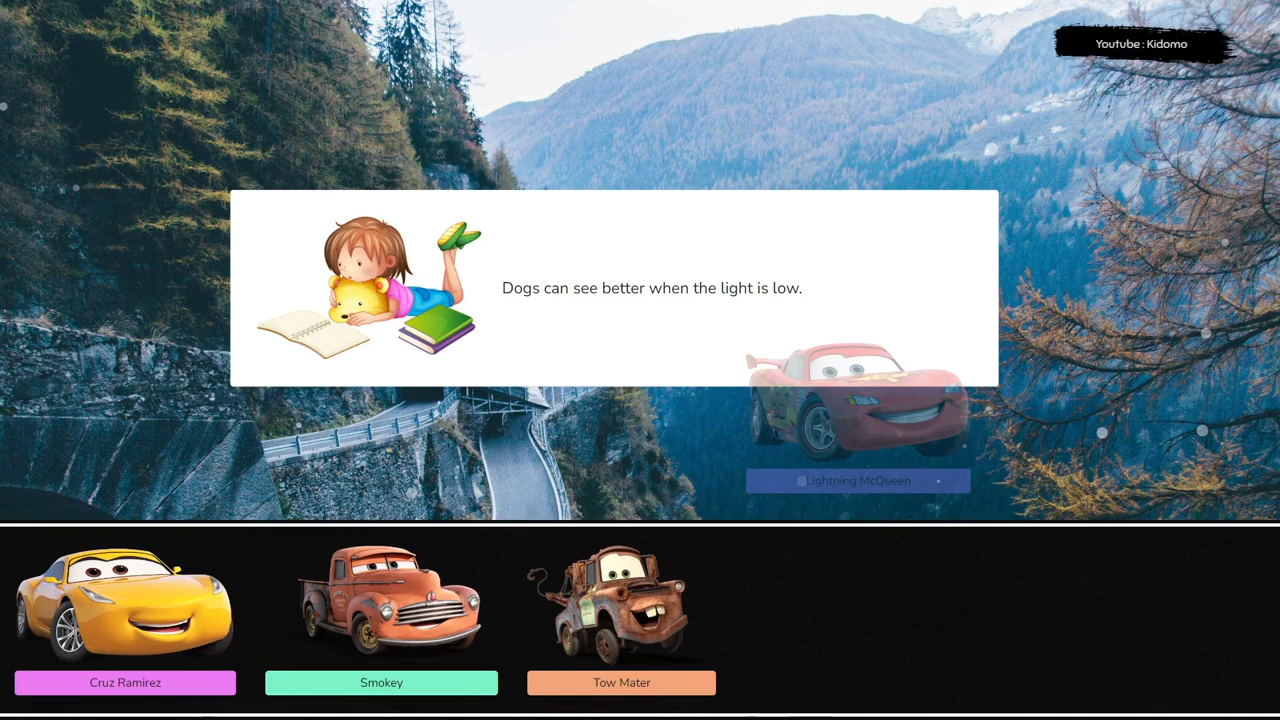 Youtube : Kidomo
Dogs can see better when the light is low.
Lightning McQueen
Cruz Ramirez
Smokey
Tow Mater